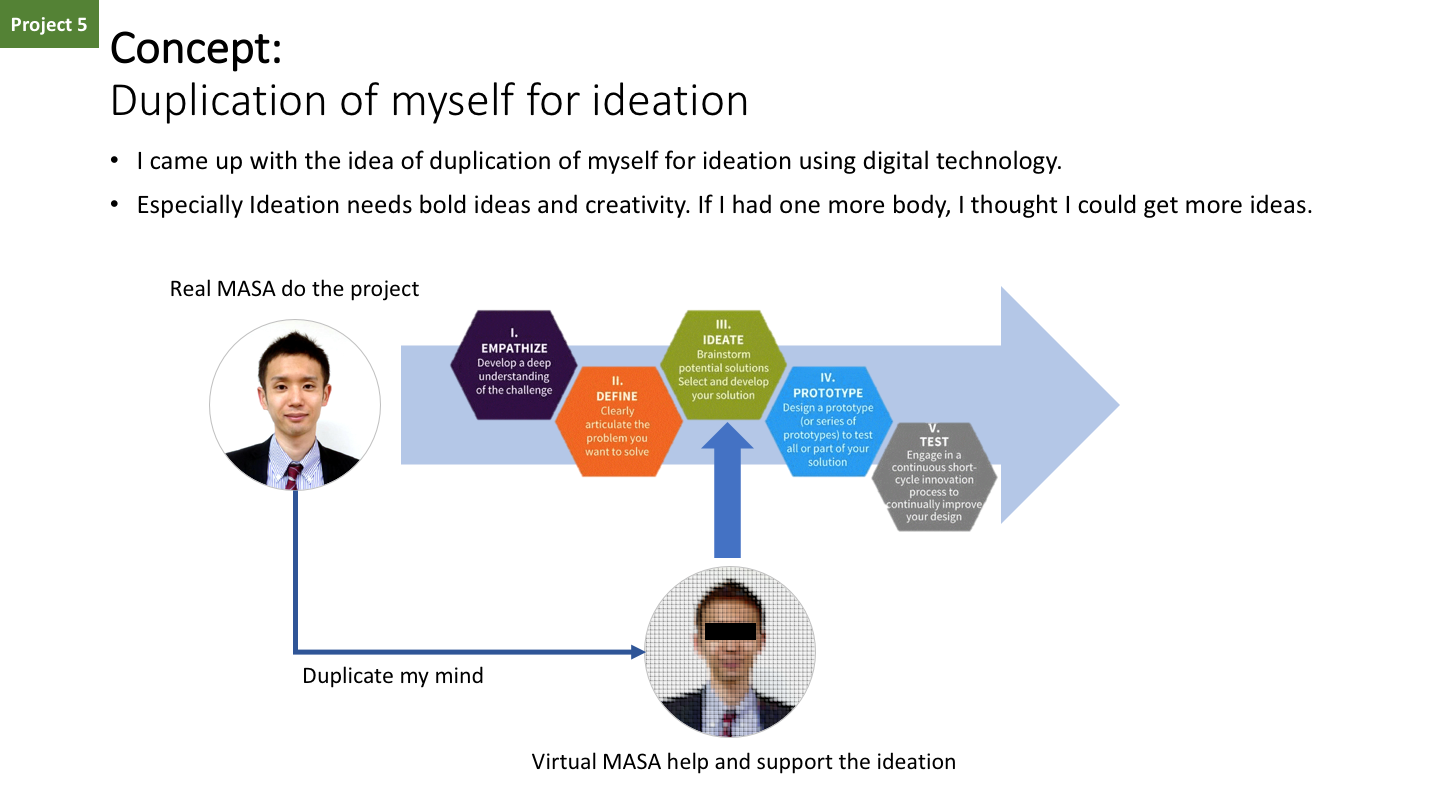 Project 5
Concept:
Duplication of myself for ideation
• I came up with the idea of duplication of myself for ideation using digital technology.
• Especially Ideation needs bold ideas and creativity. If I had one more body, I thought I could get more ideas.
Real MASA do the project
I.
EMPATHIZE
Develop a deep
understanding
of the challenge
II.
DEFINE
Clearly
articulate the
problem you
want to solve
III.
IDEATE
Brainstorm
potential solutions
Select and develop
your solution
IV.
PROTOTYPE
Design a prototype
(or series of
prototypes) to test
all or part of your
solution
V.
TEST
Engage in a
continuous short-
cycle innovation
process to
continually improve
your design
Duplicate my mind
Virtual MASA help and support the ideation